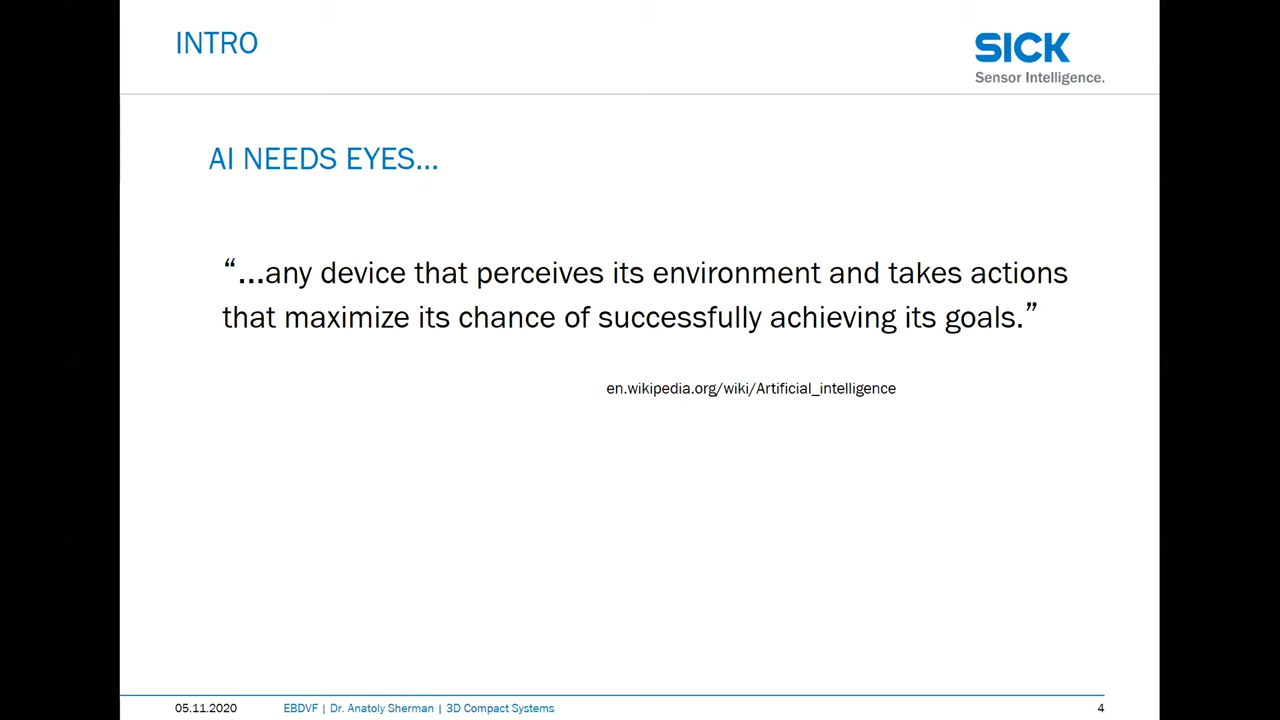 INTRO
SICK
Sensor Intelligence.
AI NEEDS EYES...
“...any device that perceives its environment and takes actions
that maximize its chance of successfully achieving its goals.”
en.wikipedia.org/wiki/Artificial_intelligence
05.11.2020 EBDVF | Dr. Anatoly Sherman | 3D Compact Systems 4